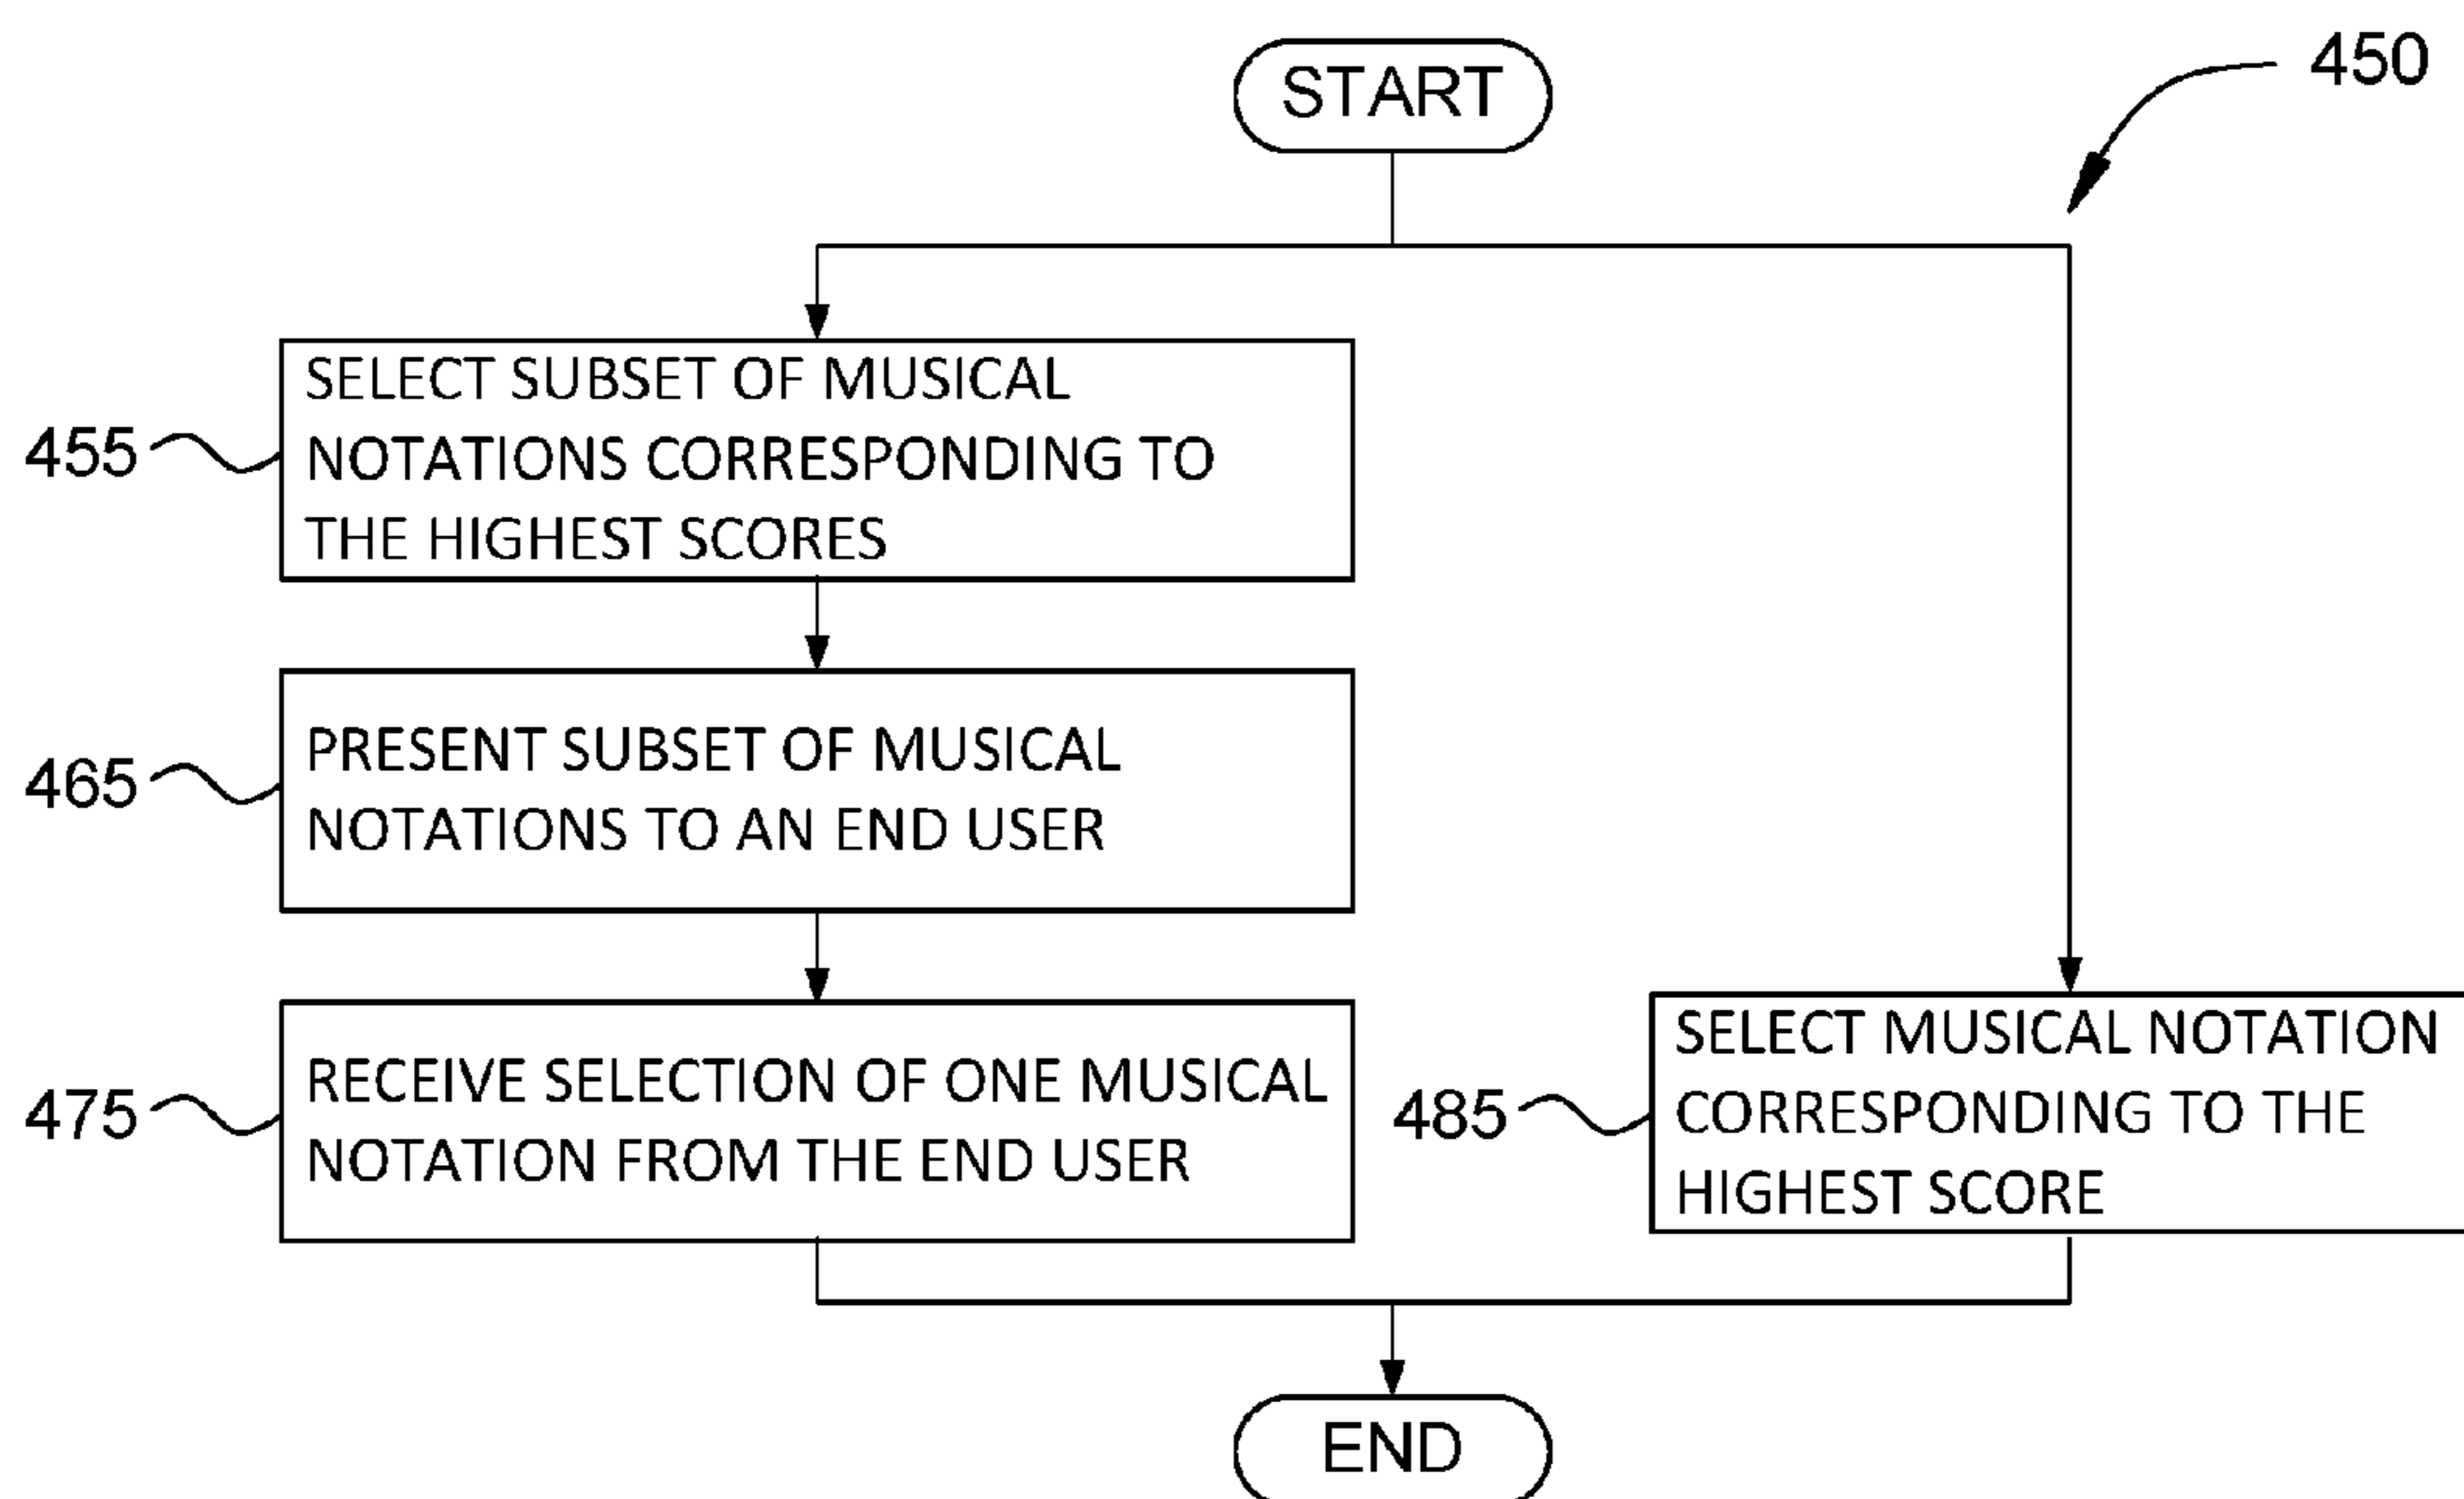 START
450
455
SELECT SUBSET OF MUSICAL
NOTATIONS CORRESPONDING TO
THE HIGHEST SCORES
465
PRESENT SUBSET OF MUSICAL
NOTATIONS TO AN END USER
475
RECEIVE SELECTION OF ONE MUSICAL
NOTATION FROM THE END USER
485
SELECT MUSICAL NOTATION
CORRESPONDING TO THE
HIGHEST SCORE
END